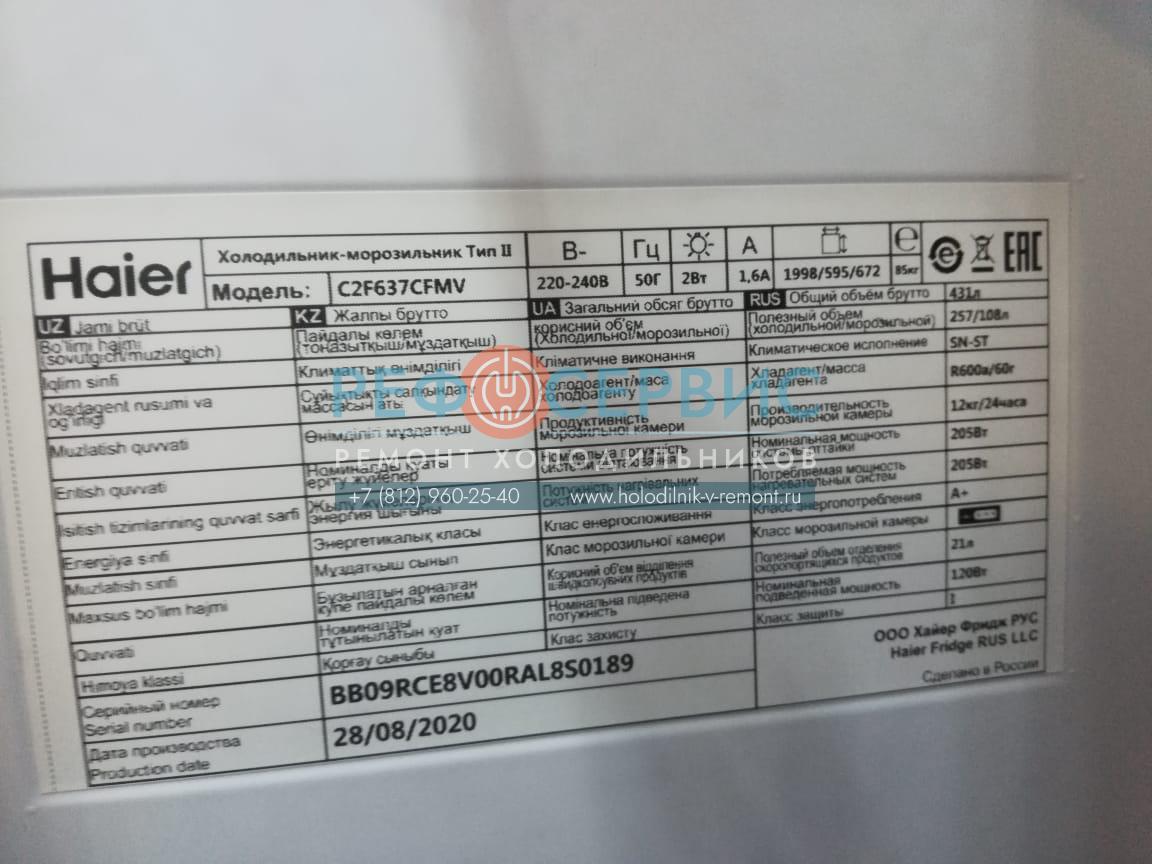 Haier
Холодильник-морозильник Тип II
Модель: C2F637CFMV
В- Гц A
220-240В 50Г 2Вт 1,6А 1998/595/672 85кг
EAC
UZ Jami brüt KZ Жалпы брутто UA Загальний обсяг брутто RUS Общий объём брутто 431л
Bo'limi hajmi Пайдалы көлем корисний об'єм Полезный объем 257/108л
(sovutgich/muzlatgich) (тоназытқыш/мұздатқыш) (холодильної/морозильної) (холодильной/морозильной)
Iqlim sinfi Климаттық өнімділігі Кліматичне виконання Климатическое исполнение SN-ST
Xladagent rusumi va Сұйықтықты салқындату Холодоагент/маса Хладагент/масса R600a/60г
og'irligi массасын аты холодоагенту хладагента
Muzlatish quvvati Өнімділігі мұздатқыш Продуктивність Производительность 12кг/24часа
морозильної камери морозильной камеры
Eritish quvvati Номиналды қуаты Номінальна потужність Номинальная мощность 205Вт
еріту жүйелер системи
Isitish tizimlarining quvvat sarfi Жылу Потужність нагрівальних Потребляемая мощность 205Вт
энергия шығыны систем нагревательных систем
Energiya sinfi Энергетикалық класы Клас енергоспоживання Класс энергопотребления A+
Muzlatish sinfi Мұздатқыш сынып Клас морозильної камери Класс морозильной камеры
Maxsus bo'lim hajmi Бұзылатын арналған Корисний об'єм відділення Полезный объем отделения 21л
купе пайдалы көлем швидкопсувних продуктів скоропортящихся продуктов
Quvvati Номиналды Номінальна підведена Номинальная 120Вт
тұтынылатын қуат потужність подведенная мощность
Himoya klassi Қорғау сыныбы Клас захисту Класс защиты I
Серийный номер BB09RCE8V00RAL8S0189
Serial number
Дата производства 28/08/2020
Production date
ООО Хайер Фридж РУС
Haier Fridge RUS LLC
Сделано в России
РЕФ СЕРВИС
РЕМОНТ ХОЛОДИЛЬНИКОВ
+7 (812) 960-25-40 www.holodilnik-v-remont.ru